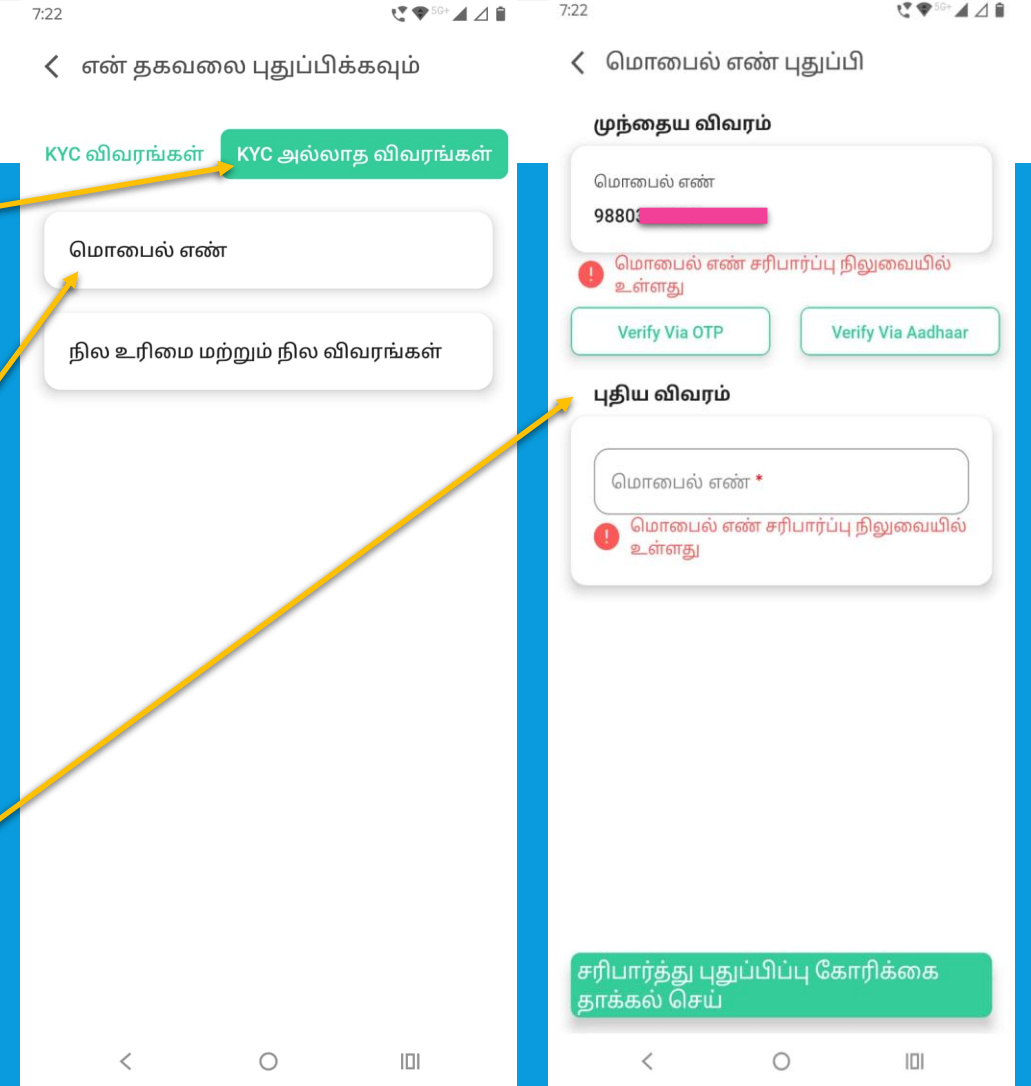 7:22
5G+
என் தகவலை புதுப்பிக்கவும்
KYC விவரங்கள்
KYC அல்லாத விவரங்கள்
மொபைல் எண்
நில உரிமை மற்றும் நில விவரங்கள்
7:22
5G+
மொபைல் எண் புதுப்பி
முந்தைய விவரம்
மொபைல் எண்
9880
மொபைல் எண் சரிபார்ப்பு நிலுவையில்
உள்ளது
Verify Via OTP
Verify Via Aadhaar
புதிய விவரம்
மொபைல் எண் *
மொபைல் எண் சரிபார்ப்பு நிலுவையில்
உள்ளது
சரிபார்த்து புதுப்பிப்பு கோரிக்கை
தாக்கல் செய்